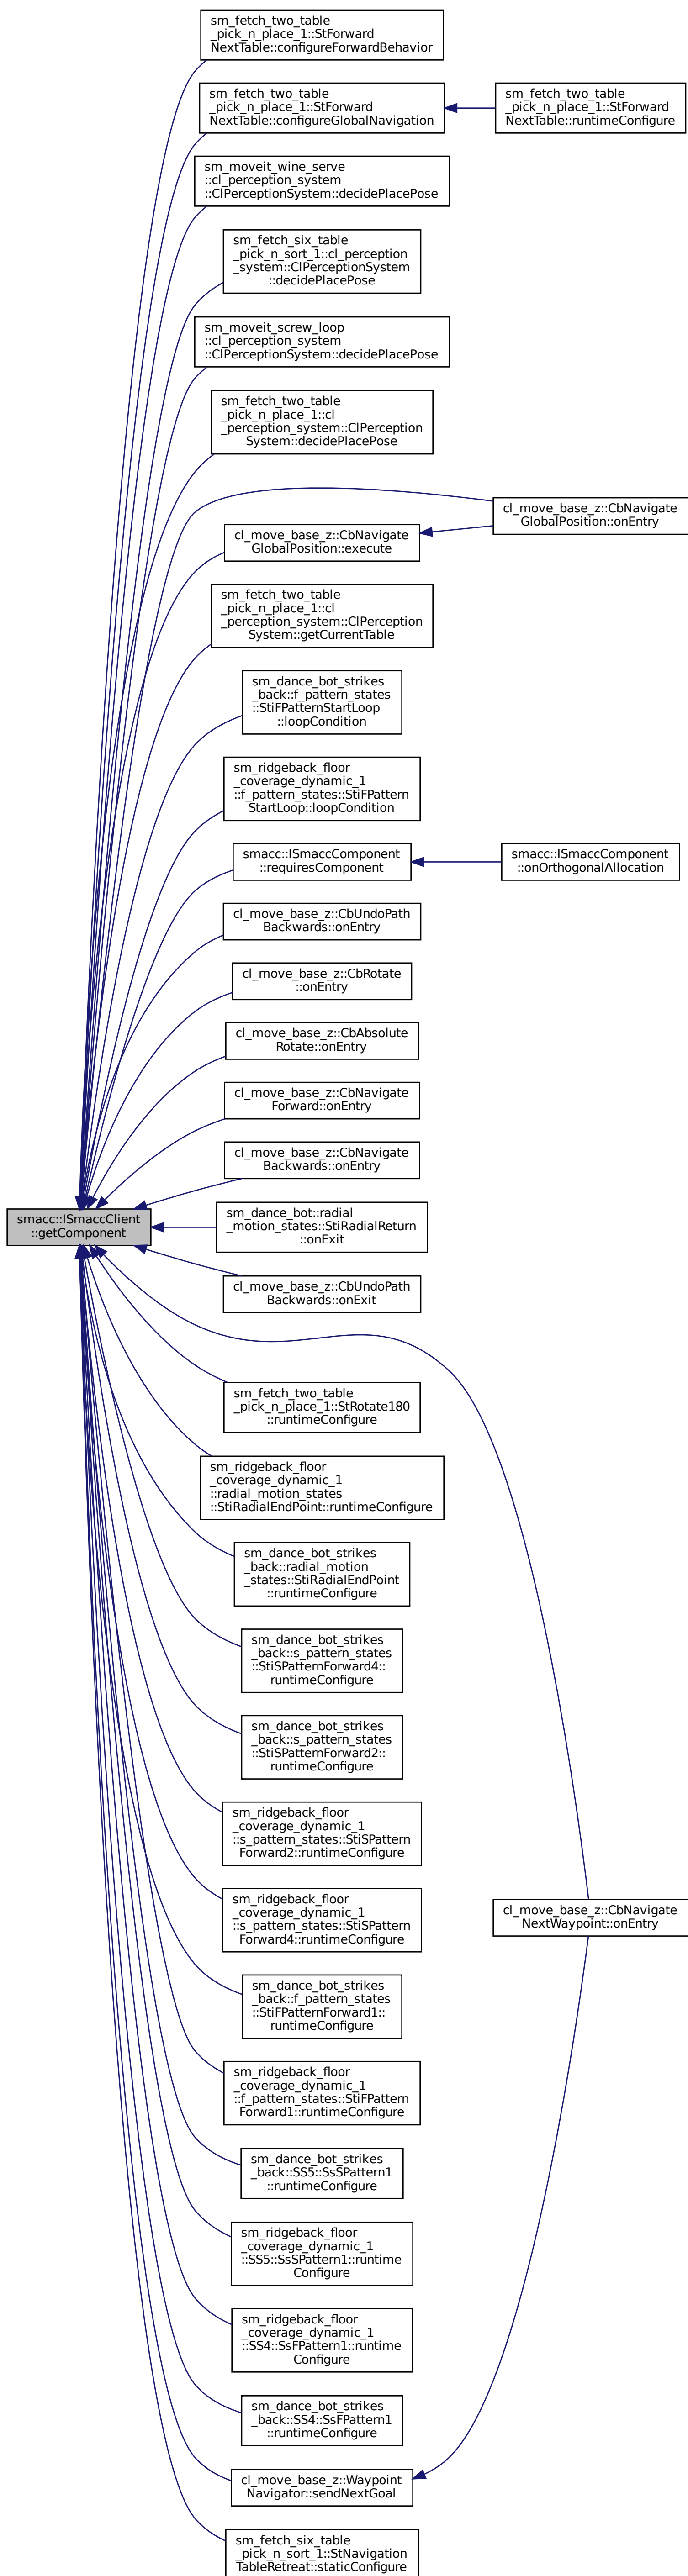 sm_fetch_two_table
_pick_n_place_1::StForward
NextTable::configureForwardBehavior
sm_fetch_two_table
_pick_n_place_1::StForward
NextTable::configureGlobalNavigation
sm_fetch_two_table
_pick_n_place_1::StForward
NextTable::runtimeConfigure
sm_moveit_wine_serve
::cl_perception_system
::ClPerceptionSystem::decidePlacePose
sm_fetch_six_table
_pick_n_sort_1::cl_perception
_system::ClPerceptionSystem
::decidePlacePose
sm_moveit_screw_loop
::cl_perception_system
::ClPerceptionSystem::decidePlacePose
sm_fetch_two_table
_pick_n_place_1::cl
_perception_system::ClPerception
System::decidePlacePose
cl_move_base_z::CbNavigate
GlobalPosition::onEntry
cl_move_base_z::CbNavigate
GlobalPosition::execute
sm_fetch_two_table
_pick_n_place_1::cl
_perception_system::ClPerception
System::getCurrentTable
sm_dance_bot_strikes
_back::f_pattern_states
::StiFPatternStartLoop
::loopCondition
sm_ridgeback_floor
_coverage_dynamic_1
::f_pattern_states::StiFPattern
StartLoop::loopCondition
smacc::ISmaccComponent
::requiresComponent
smacc::ISmaccComponent
::onOrthogonalAllocation
cl_move_base_z::CbUndoPath
Backwards::onEntry
cl_move_base_z::CbRotate
::onEntry
cl_move_base_z::CbAbsolute
Rotate::onEntry
cl_move_base_z::CbNavigate
Forward::onEntry
cl_move_base_z::CbNavigate
Backwards::onEntry
smacc::ISmaccClient
::getComponent
sm_dance_bot::radial
_motion_states::StiRadialReturn
::onExit
cl_move_base_z::CbUndoPath
Backwards::onExit
sm_fetch_two_table
_pick_n_place_1::StRotate180
::runtimeConfigure
sm_ridgeback_floor
_coverage_dynamic_1
::radial_motion_states
::StiRadialEndPoint::runtimeConfigure
sm_dance_bot_strikes
_back::radial_motion
_states::StiRadialEndPoint
::runtimeConfigure
sm_dance_bot_strikes
_back::s_pattern_states
::StiSPatternForward4::
runtimeConfigure
sm_dance_bot_strikes
_back::s_pattern_states
::StiSPatternForward2::
runtimeConfigure
sm_ridgeback_floor
_coverage_dynamic_1
::s_pattern_states::StiSPattern
Forward2::runtimeConfigure
sm_ridgeback_floor
_coverage_dynamic_1
::s_pattern_states::StiSPattern
Forward4::runtimeConfigure
cl_move_base_z::CbNavigate
NextWaypoint::onEntry
sm_dance_bot_strikes
_back::f_pattern_states
::StiFPatternForward1::
runtimeConfigure
sm_ridgeback_floor
_coverage_dynamic_1
::f_pattern_states::StiFPattern
Forward1::runtimeConfigure
sm_dance_bot_strikes
_back::SS5::SsSPattern1
::runtimeConfigure
sm_ridgeback_floor
_coverage_dynamic_1
::SS5::SsSPattern1::runtime
Configure
sm_ridgeback_floor
_coverage_dynamic_1
::SS4::SsFPattern1::runtime
Configure
sm_dance_bot_strikes
_back::SS4::SsFPattern1
::runtimeConfigure
cl_move_base_z::Waypoint
Navigator::sendNextGoal
sm_fetch_six_table
_pick_n_sort_1::StNavigation
TableRetreat::staticConfigure